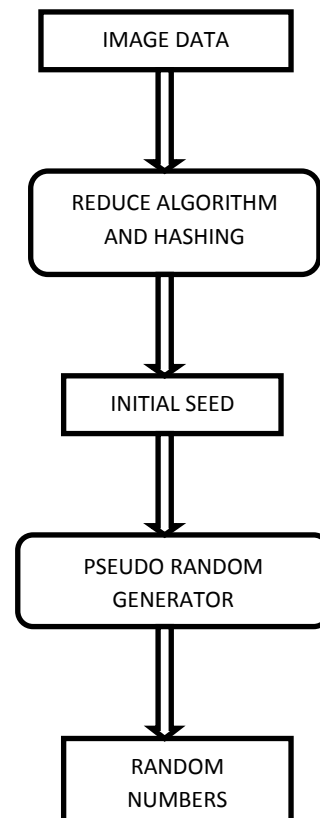 IMAGE DATA
REDUCE ALGORITHM
AND HASHING
INITIAL SEED
PSEUDO RANDOM
GENERATOR
RANDOM
NUMBERS